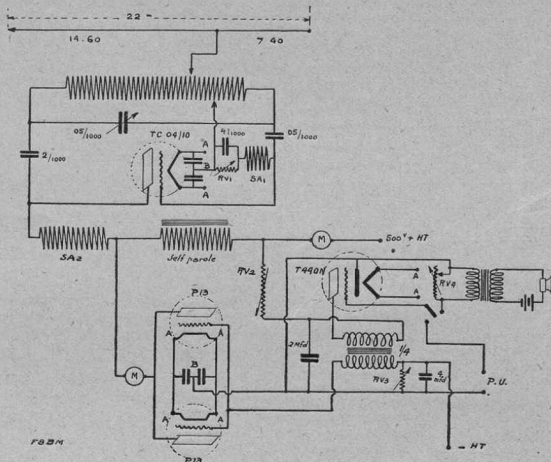 22
14.60 7.40
05/1000
TC 04/10
4/1000
05/1000
A
B
A
RV1
SA1
2/1000
SA2
Self parole
M
500v + HT
RV2
T490N
A
A
RV4
P13
A A
2 Mfd
1/4
M
B
RV3
4 mfd
P.U.
A A
P13
- HT
F8BM